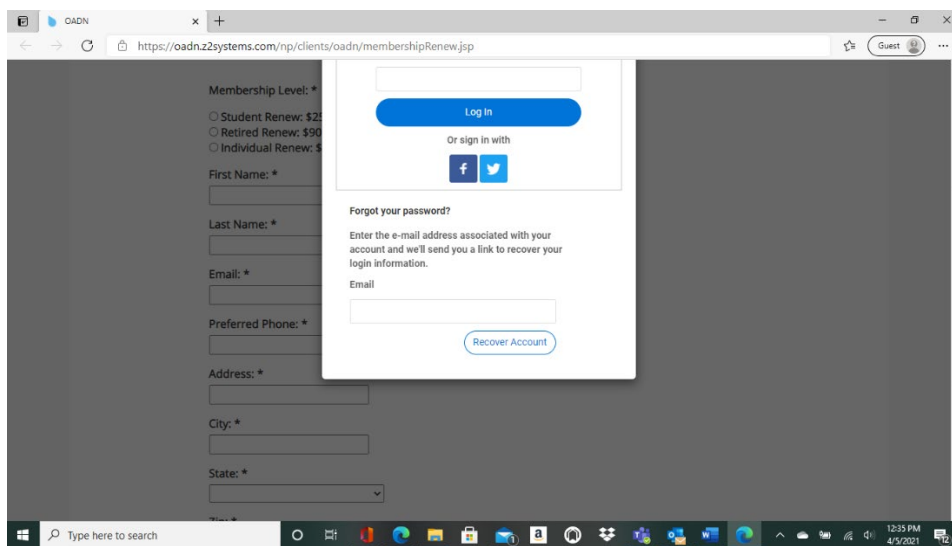 OADN
https://oadn.z2systems.com/np/clients/oadn/membershipRenew.jsp
Guest
Membership Level: *
Student Renew: $25
Retired Renew: $90
Individual Renew: $
First Name: *
Last Name: *
Email: *
Preferred Phone: *
Address: *
City: *
State: *
Log In
Or sign in with
Forgot your password?
Enter the e-mail address associated with your
account and we'll send you a link to recover your
login information.
Email
Recover Account
Type here to search
12:35 PM
4/5/2021